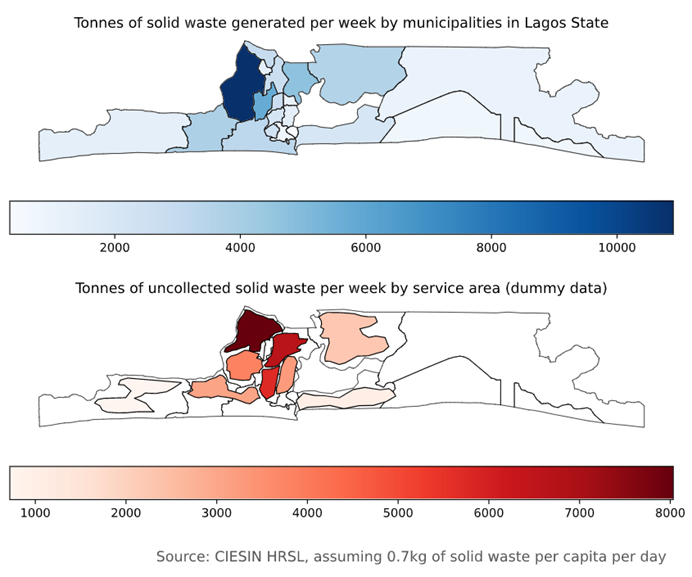 Tonnes of solid waste generated per week by municipalities in Lagos State
2000 4000 6000 8000 10000
Tonnes of uncollected solid waste per week by service area (dummy data)
1000 2000 3000 4000 5000 6000 7000 8000
Source: CIESIN HRSL, assuming 0.7kg of solid waste per capita per day